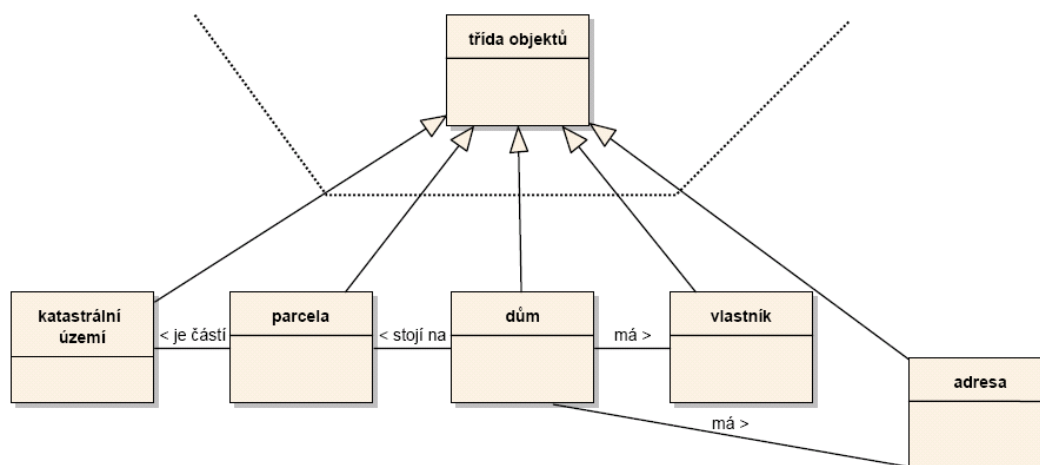 třída objektů
katastrální
území
< je částí
parcela
< stojí na
dům
má >
vlastník
adresa
má >